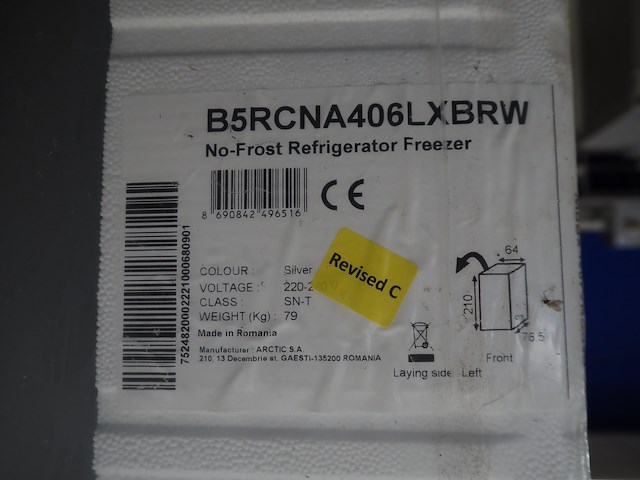 B5RCNA406LXBRW
No-Frost Refrigerator Freezer
8 690842 496516
CE
7524820002221000680901
COLOUR : Silver
VOLTAGE : 220-2
CLASS : SN-T
WEIGHT (Kg) : 79
Revised C
Made in Romania
Manufacturer : ARCTIC S.A.
210, 13 Decembrie st. GAESTI-135200 ROMANIA
64
210
76.5
Front
Laying side Left